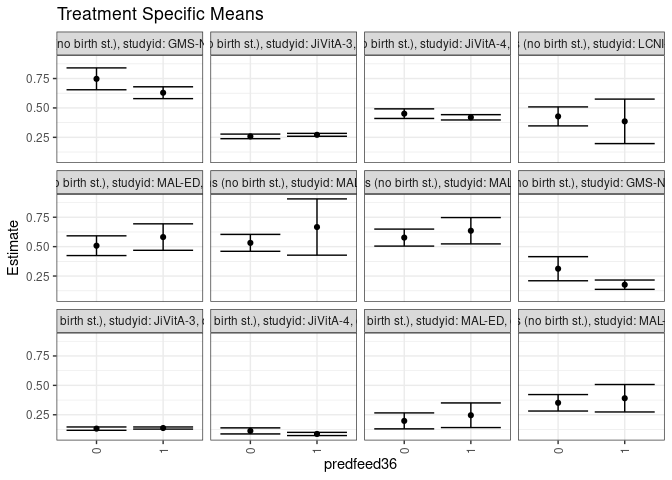 Treatment Specific Means
(no birth st.), studyid: GMS-N
o birth st.), studyid: JiVitA-3,
o birth st.), studyid: JiVitA-4,
s (no birth st.), studyid: LCNI
0.75
0.50
0.25
o birth st.), studyid: MAL-ED,
ns (no birth st.), studyid: MAL
ns (no birth st.), studyid: MAL
no birth st.), studyid: GMS-N
0.75
0.50
0.25
Estimate
birth st.), studyid: JiVitA-3,
birth st.), studyid: JiVitA-4,
birth st.), studyid: MAL-ED,
s (no birth st.), studyid: MAL-
0.75
0.50
0.25
0 1 0 1 0 1 0 1
predfeed36